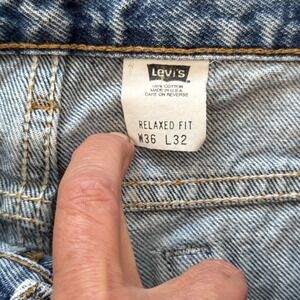 Levi's
100% COTTON
MADE IN U.S.A.
CARE ON REVERSE
RELAXED FIT
W36 L32